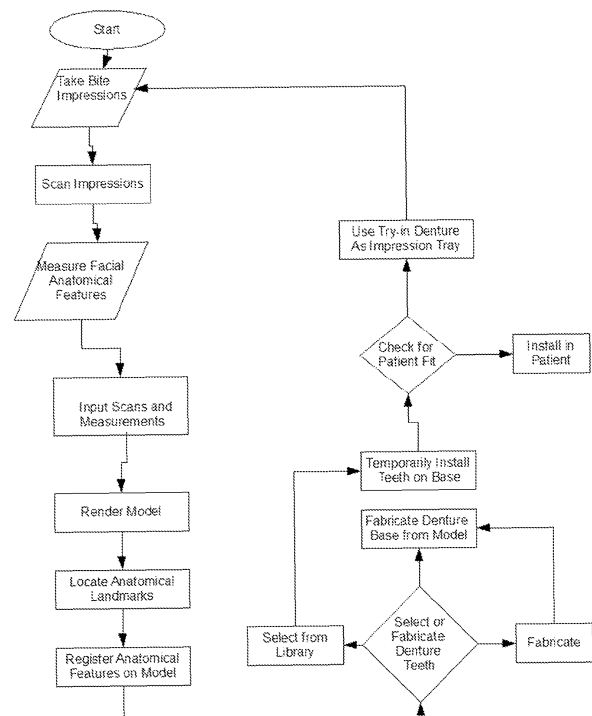 Start
Take Bite
Impressions
Scan Impressions
Measure Facial
Anatomical
Features
Input Scans and
Measurements
Render Model
Locate Anatomical
Landmarks
Register Anatomical
Features on Model
Use Try-in Denture
As Impression Tray
Check for
Patient Fit
Install in
Patient
Temporarily Install
Teeth on Base
Fabricate Denture
Base from Model
Select from
Library
Select or
Fabricate
Denture
Teeth
Fabricate